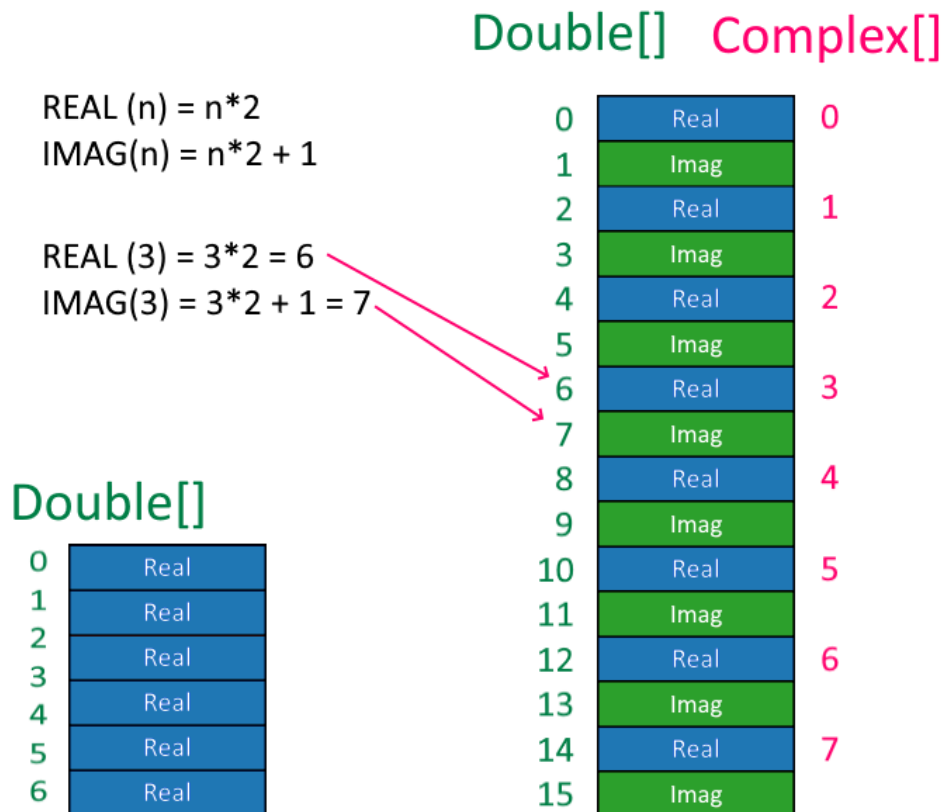 Double[] Complex[]
REAL (n) = n*2
IMAG(n) = n*2 + 1
REAL (3) = 3*2 = 6
IMAG(3) = 3*2 + 1 = 7
0 Real 0
1 Imag
2 Real 1
3 Imag
4 Real 2
5 Imag
6 Real 3
7 Imag
8 Real 4
9 Imag
10 Real 5
11 Imag
12 Real 6
13 Imag
14 Real 7
15 Imag
Double[]
0 Real
1 Real
2 Real
3 Real
4 Real
5 Real
6